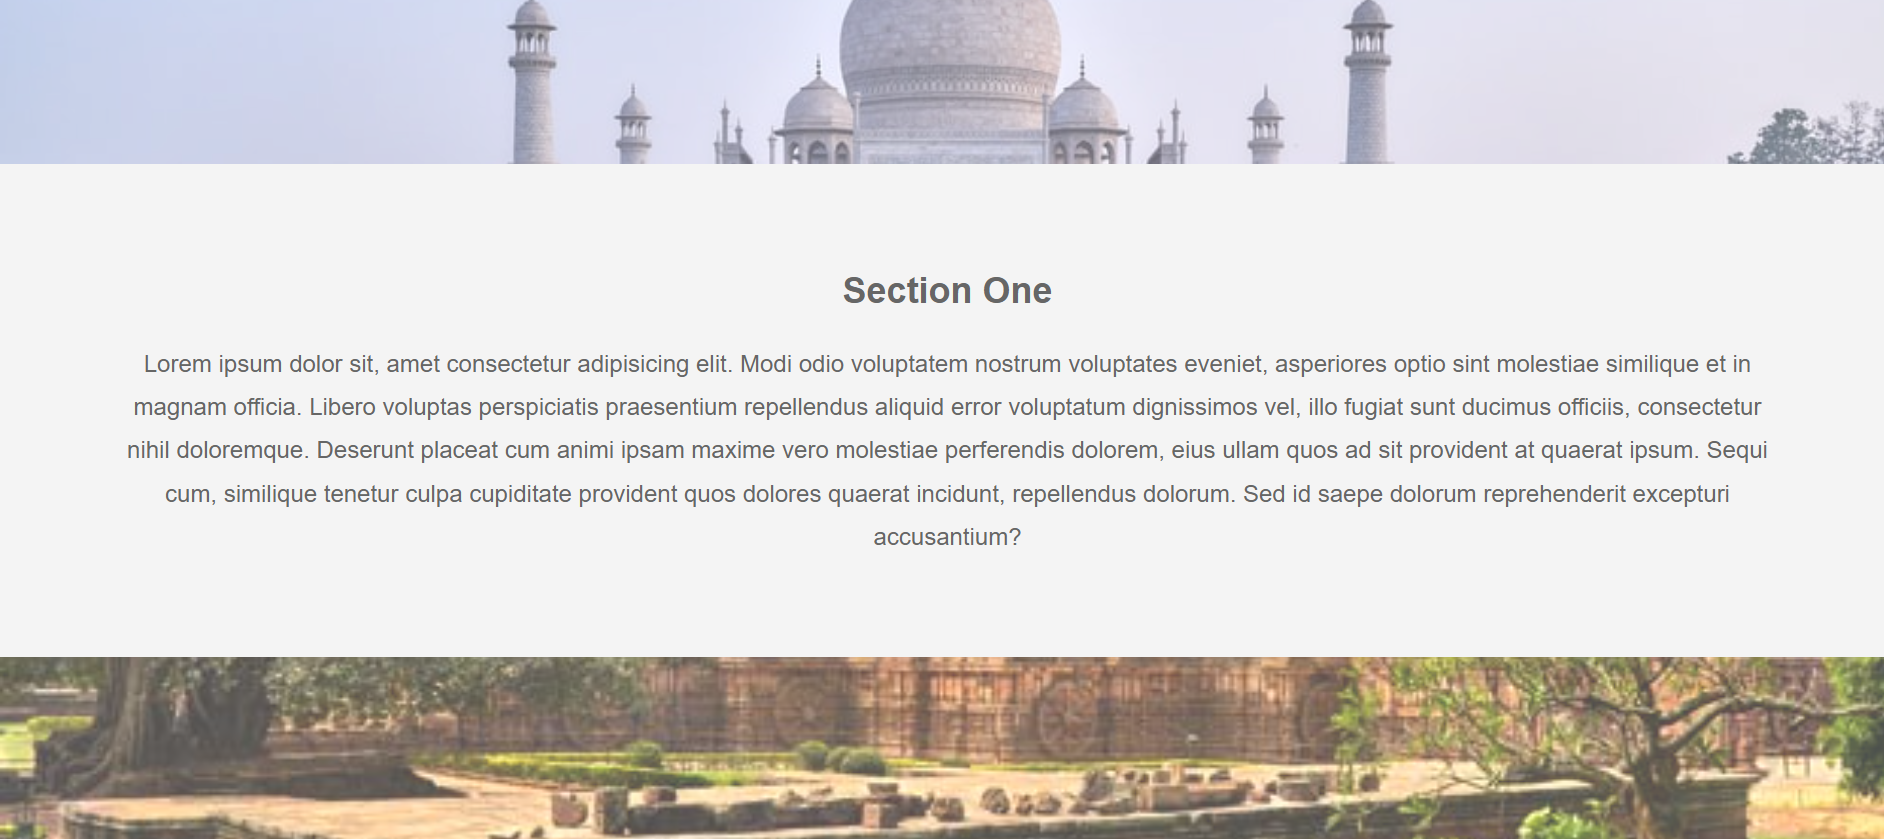 Section One
Lorem ipsum dolor sit, amet consectetur adipisicing elit. Modi odio voluptatem nostrum voluptates eveniet, asperiores optio sint molestiae similique et in
magnam officia. Libero voluptas perspiciatis praesentium repellendus aliquid error voluptatum dignissimos vel, illo fugiat sunt ducimus officiis, consectetur
nihil doloremque. Deserunt placeat cum animi ipsam maxime vero molestiae perferendis dolorem, eius ullam quos ad sit provident at quaerat ipsum. Sequi
cum, similique tenetur culpa cupiditate provident quos dolores quaerat incidunt, repellendus dolorum. Sed id saepe dolorum reprehenderit excepturi
accusantium?